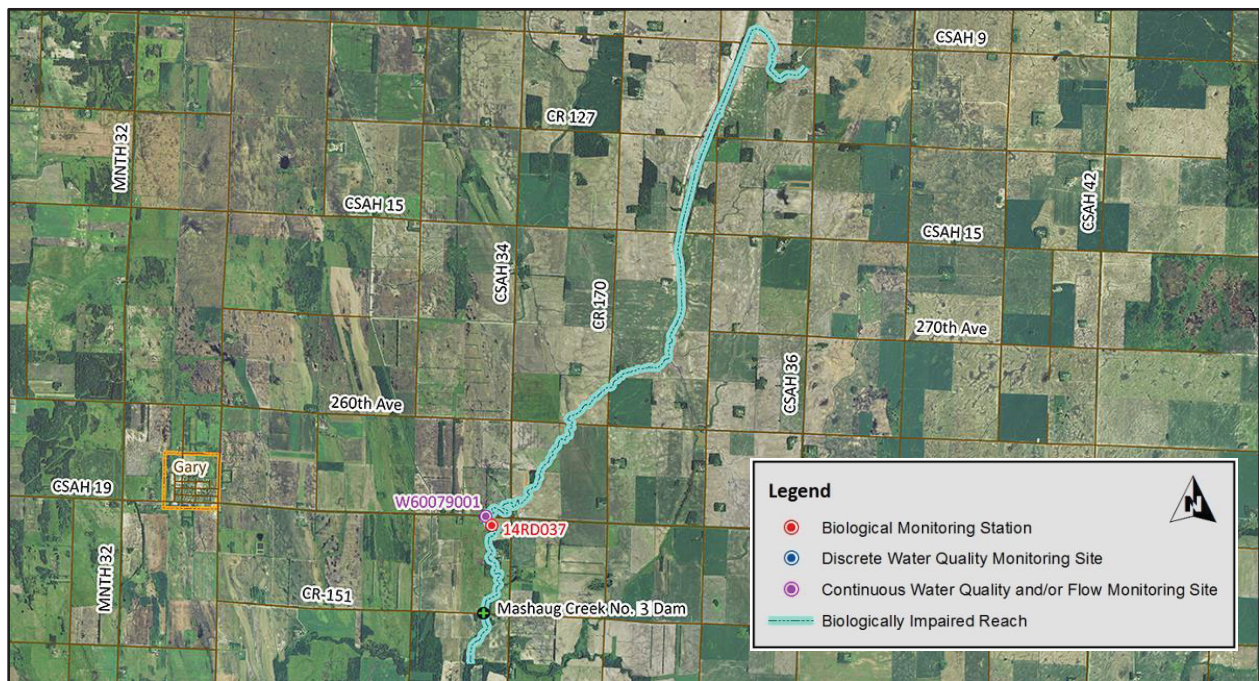 CSAH 9
CR 127
MNTH 32
CSAH 15
CSAH 42
CSAH 15
CSAH 34
CR 170
270th Ave
CSAH 36
260th Ave
Gary
CSAH 19
W60079001
14RD037
MNTH 32
CR-151
Mashaug Creek No. 3 Dam
Legend
N
Biological Monitoring Station
Discrete Water Quality Monitoring Site
Continuous Water Quality and/or Flow Monitoring Site
Biologically Impaired Reach